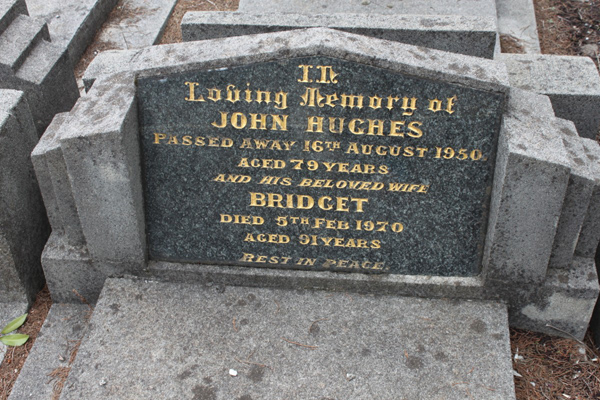 In
Loving Memory of
JOHN HUGHES
PASSED AWAY 16TH AUGUST 1950
AGED 79 YEARS
AND HIS BELOVED WIFE
BRIDGET
DIED 5TH FEB 1970
AGED 91 YEARS
REST IN PEACE